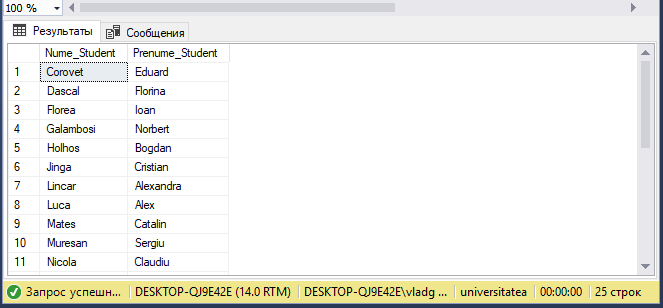 100 %
Результаты Сообщения
Nume_Student Prenume_Student
1 Corovet Eduard
2 Dascal Florina
3 Florea Ioan
4 Galambosi Norbert
5 Holhos Bogdan
6 Jinga Cristian
7 Lincar Alexandra
8 Luca Alex
9 Mates Catalin
10 Muresan Sergiu
11 Nicola Claudiu
Запрос успешн... DESKTOP-QJ9E42E (14.0 RTM) DESKTOP-QJ9E42E\vladg ... universitatea 00:00:00 25 строк